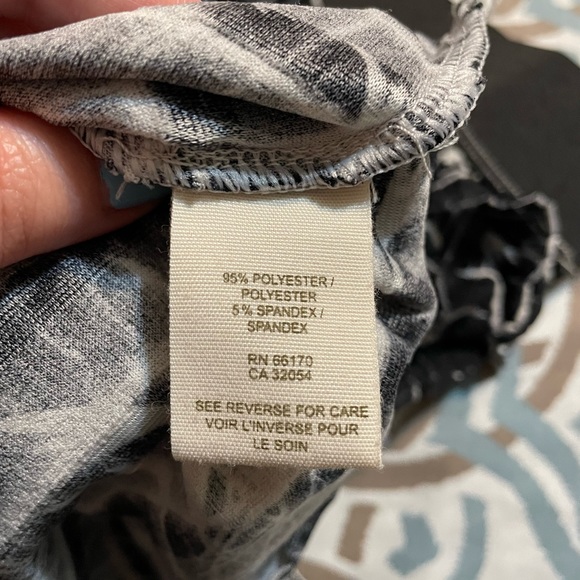 95% POLYESTER /
POLYESTER
5% SPANDEX /
SPANDEX
RN 66170
CA 32054
SEE REVERSE FOR CARE
VOIR L'INVERSE POUR
LE SOIN